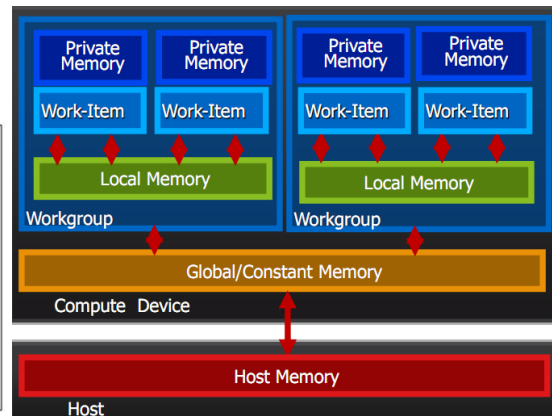 Private Memory
Private Memory
Private Memory
Private Memory
Work-Item
Work-Item
Work-Item
Work-Item
Local Memory
Local Memory
Workgroup
Workgroup
Global/Constant Memory
Compute Device
Host Memory
Host